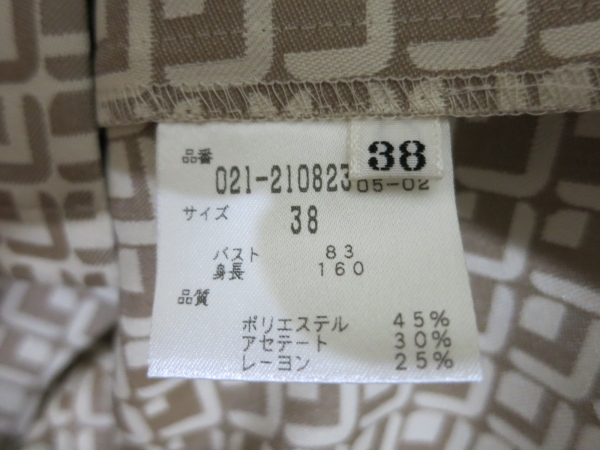 38
品番
021-210823 05-02
サイズ 38
バスト 83
身長 160
品質
ポリエステル 45%
アセテート 30%
レーヨン 25%